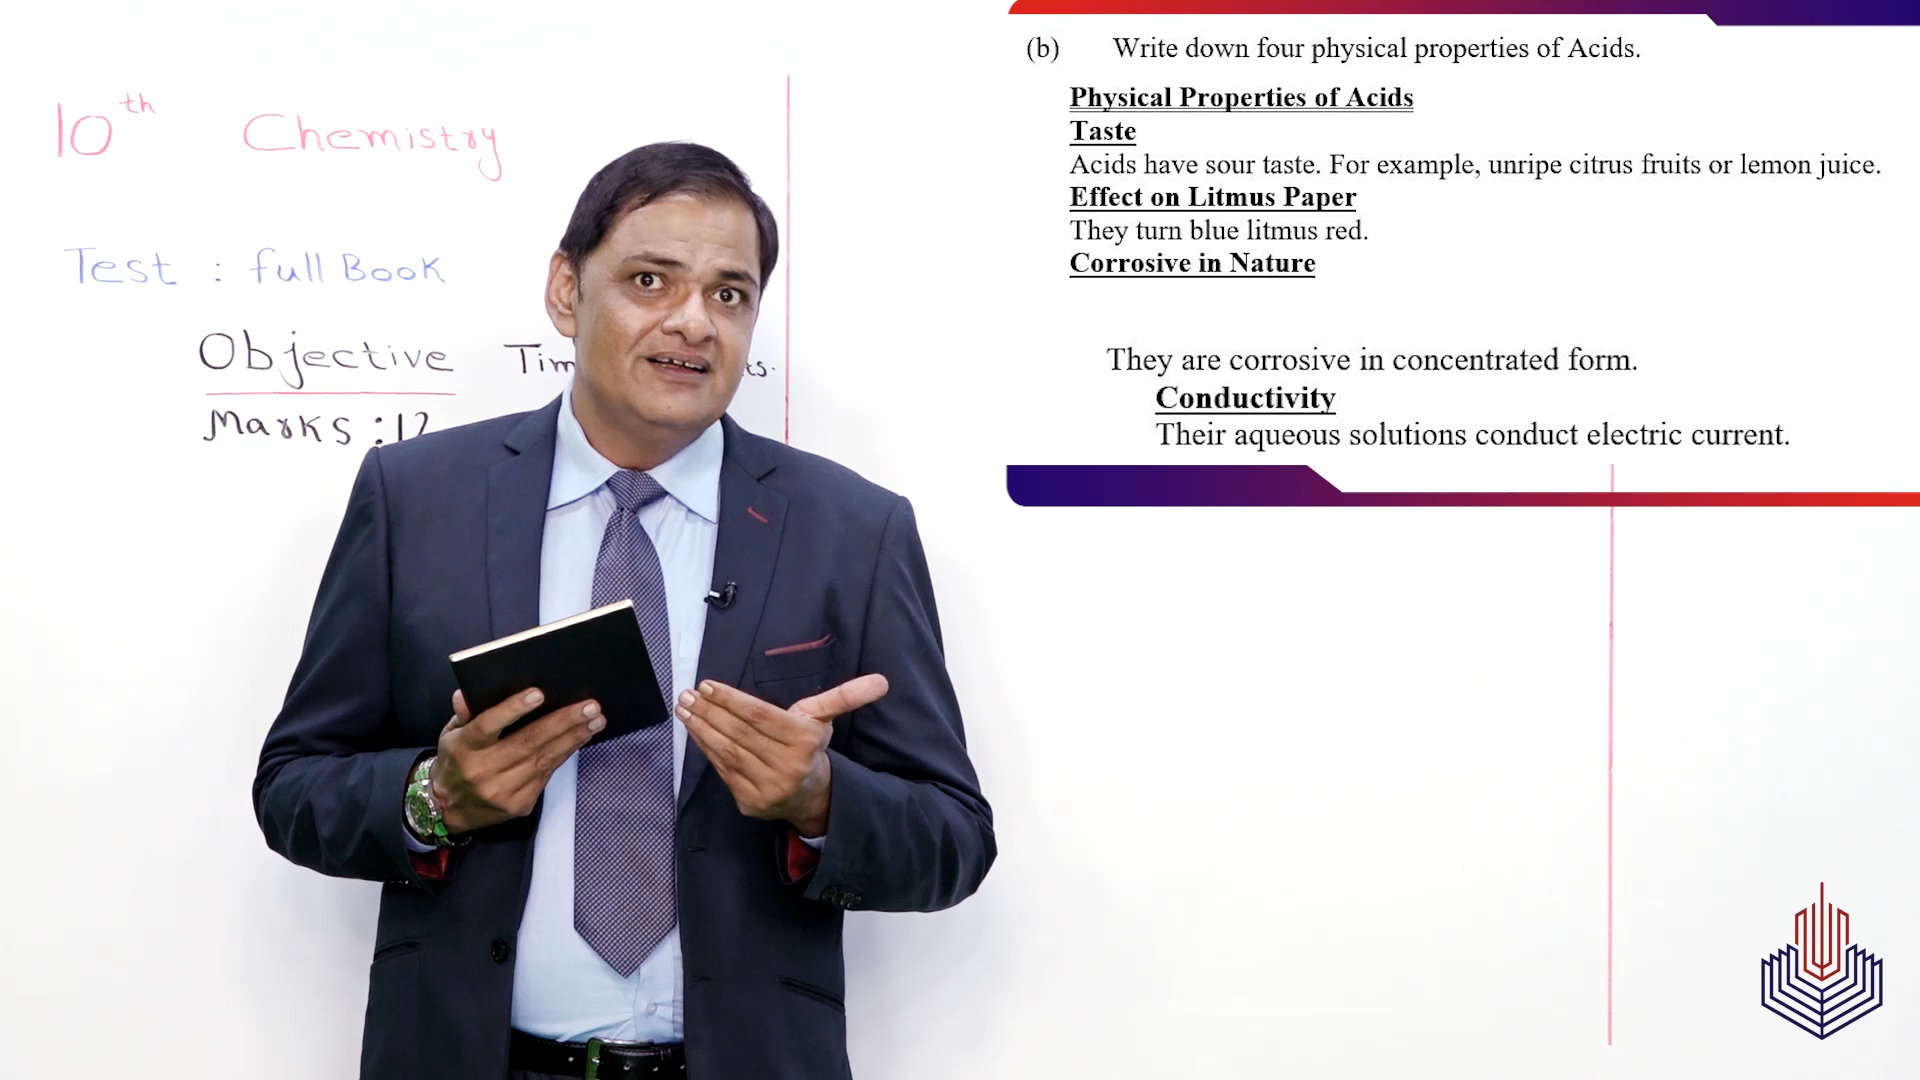 10th Chemistry
Test : full Book
Objective
Marks : 12
(b) Write down four physical properties of Acids.
Physical Properties of Acids
Taste
Acids have sour taste. For example, unripe citrus fruits or lemon juice.
Effect on Litmus Paper
They turn blue litmus red.
Corrosive in Nature
They are corrosive in concentrated form.
Conductivity
Their aqueous solutions conduct electric current.